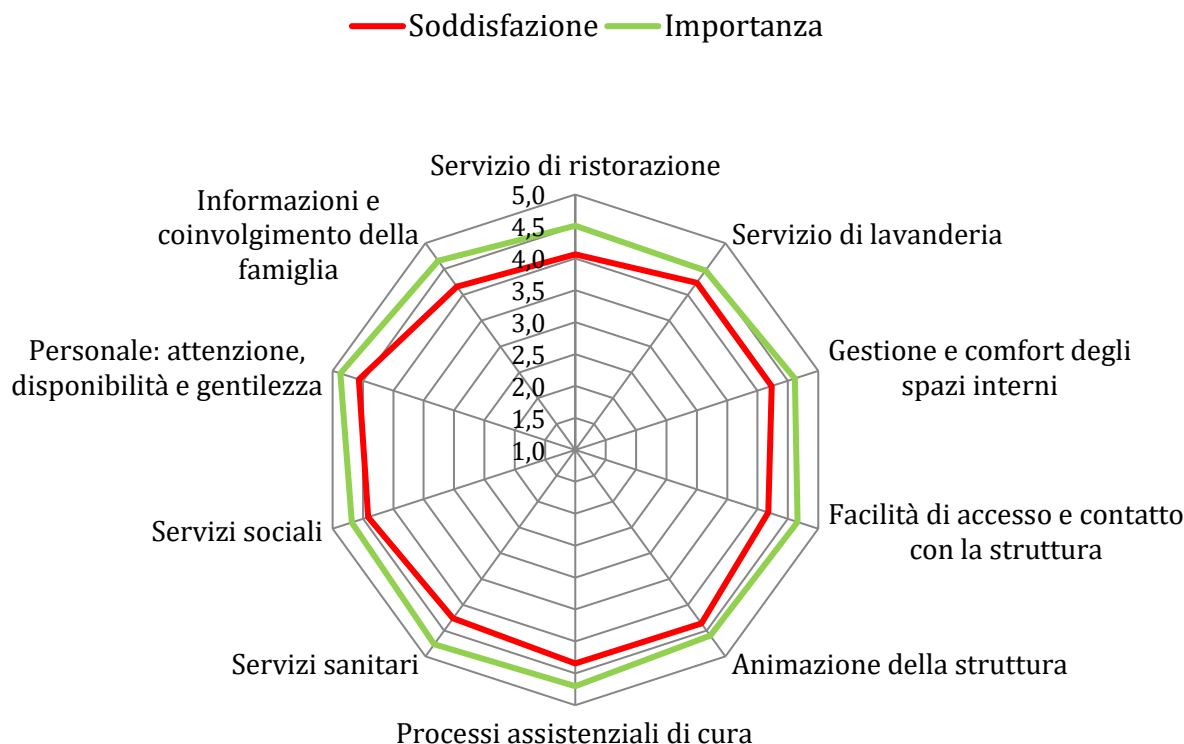 Soddisfazione Importanza
Servizio di ristorazione
Informazioni e
coinvolgimento della
famiglia
Servizio di lavanderia
Personale: attenzione,
disponibilità e gentilezza
Gestione e comfort degli
spazi interni
Servizi sociali
Facilità di accesso e contatto
con la struttura
Servizi sanitari
Animazione della struttura
Processi assistenziali di cura
5,0
4,5
4,0
3,5
3,0
2,5
2,0
1,5
1,0